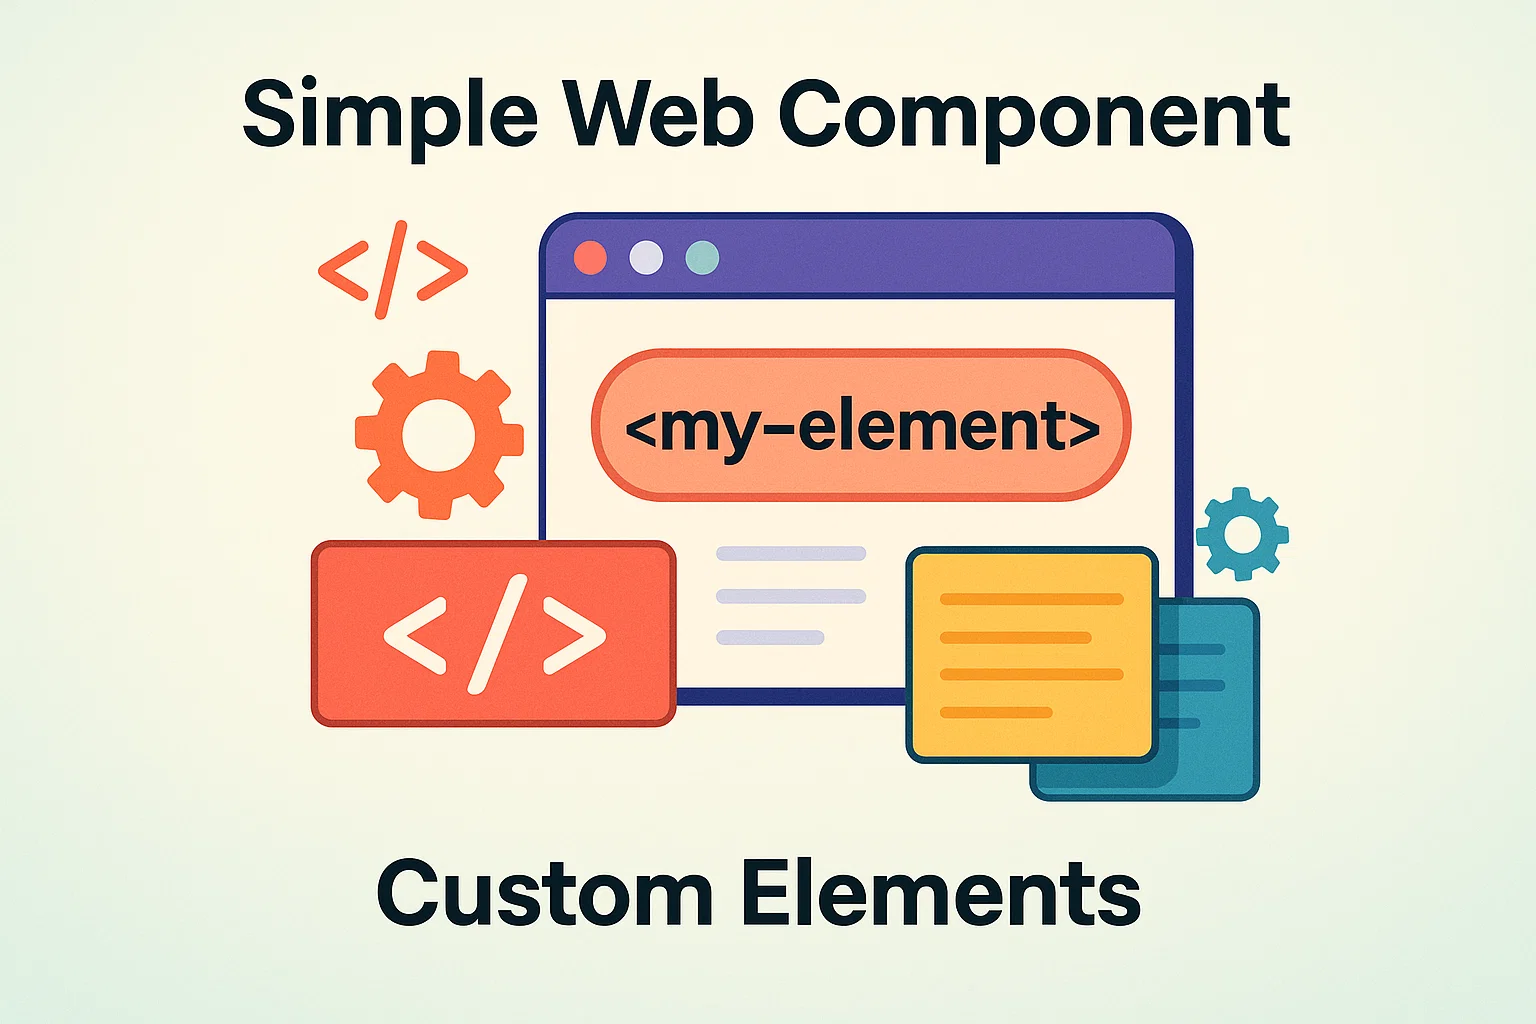 Simple Web Component
</>
<my-element>
</>
Custom Elements